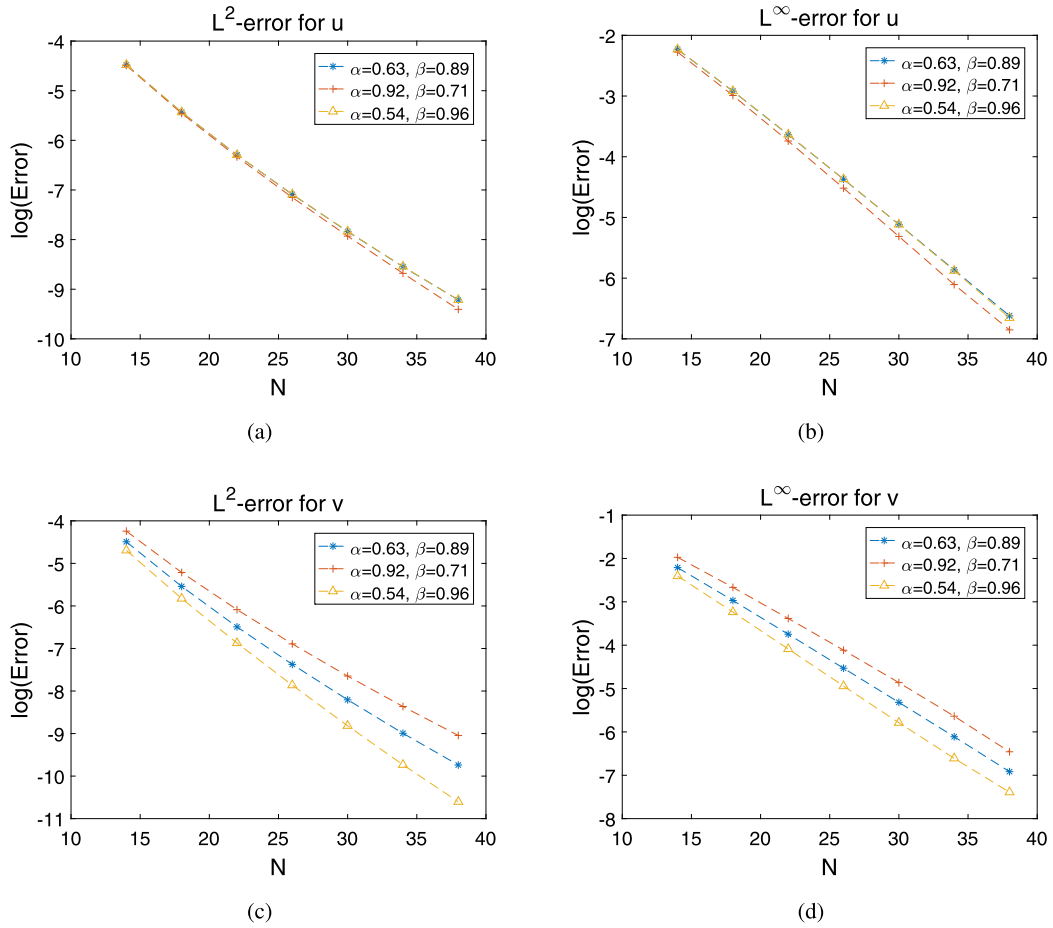 L²-error for u
-4
-5
-6
-7
-8
-9
-10
log(Error)
10 15 20 25 30 35 40
N
α=0.63, β=0.89
α=0.92, β=0.71
α=0.54, β=0.96
(a)
L∞-error for u
-2
-3
-4
-5
-6
-7
log(Error)
10 15 20 25 30 35 40
N
α=0.63, β=0.89
α=0.92, β=0.71
α=0.54, β=0.96
(b)
L²-error for v
-4
-5
-6
-7
-8
-9
-10
-11
log(Error)
10 15 20 25 30 35 40
N
α=0.63, β=0.89
α=0.92, β=0.71
α=0.54, β=0.96
(c)
L∞-error for v
-1
-2
-3
-4
-5
-6
-7
-8
log(Error)
10 15 20 25 30 35 40
N
α=0.63, β=0.89
α=0.92, β=0.71
α=0.54, β=0.96
(d)